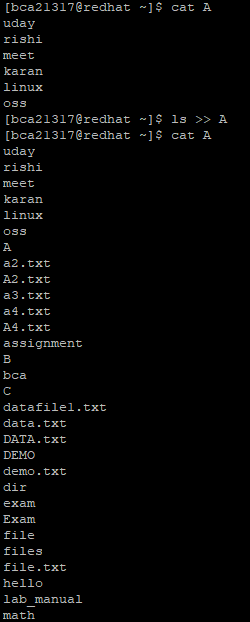 [bca21317@redhat ~]$ cat A
uday
rishi
meet
karan
linux
oss
[bca21317@redhat ~]$ ls >> A
[bca21317@redhat ~]$ cat A
uday
rishi
meet
karan
linux
oss
A
a2.txt
A2.txt
a3.txt
a4.txt
A4.txt
assignment
B
bca
C
datafile1.txt
data.txt
DATA.txt
DEMO
demo.txt
dir
exam
Exam
file
files
file.txt
hello
lab_manual
math